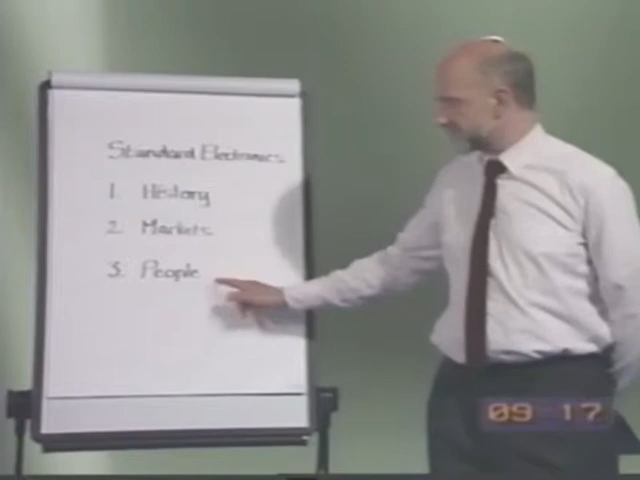 Standard Electronics
1. History
2. Markets
3. People
09 17